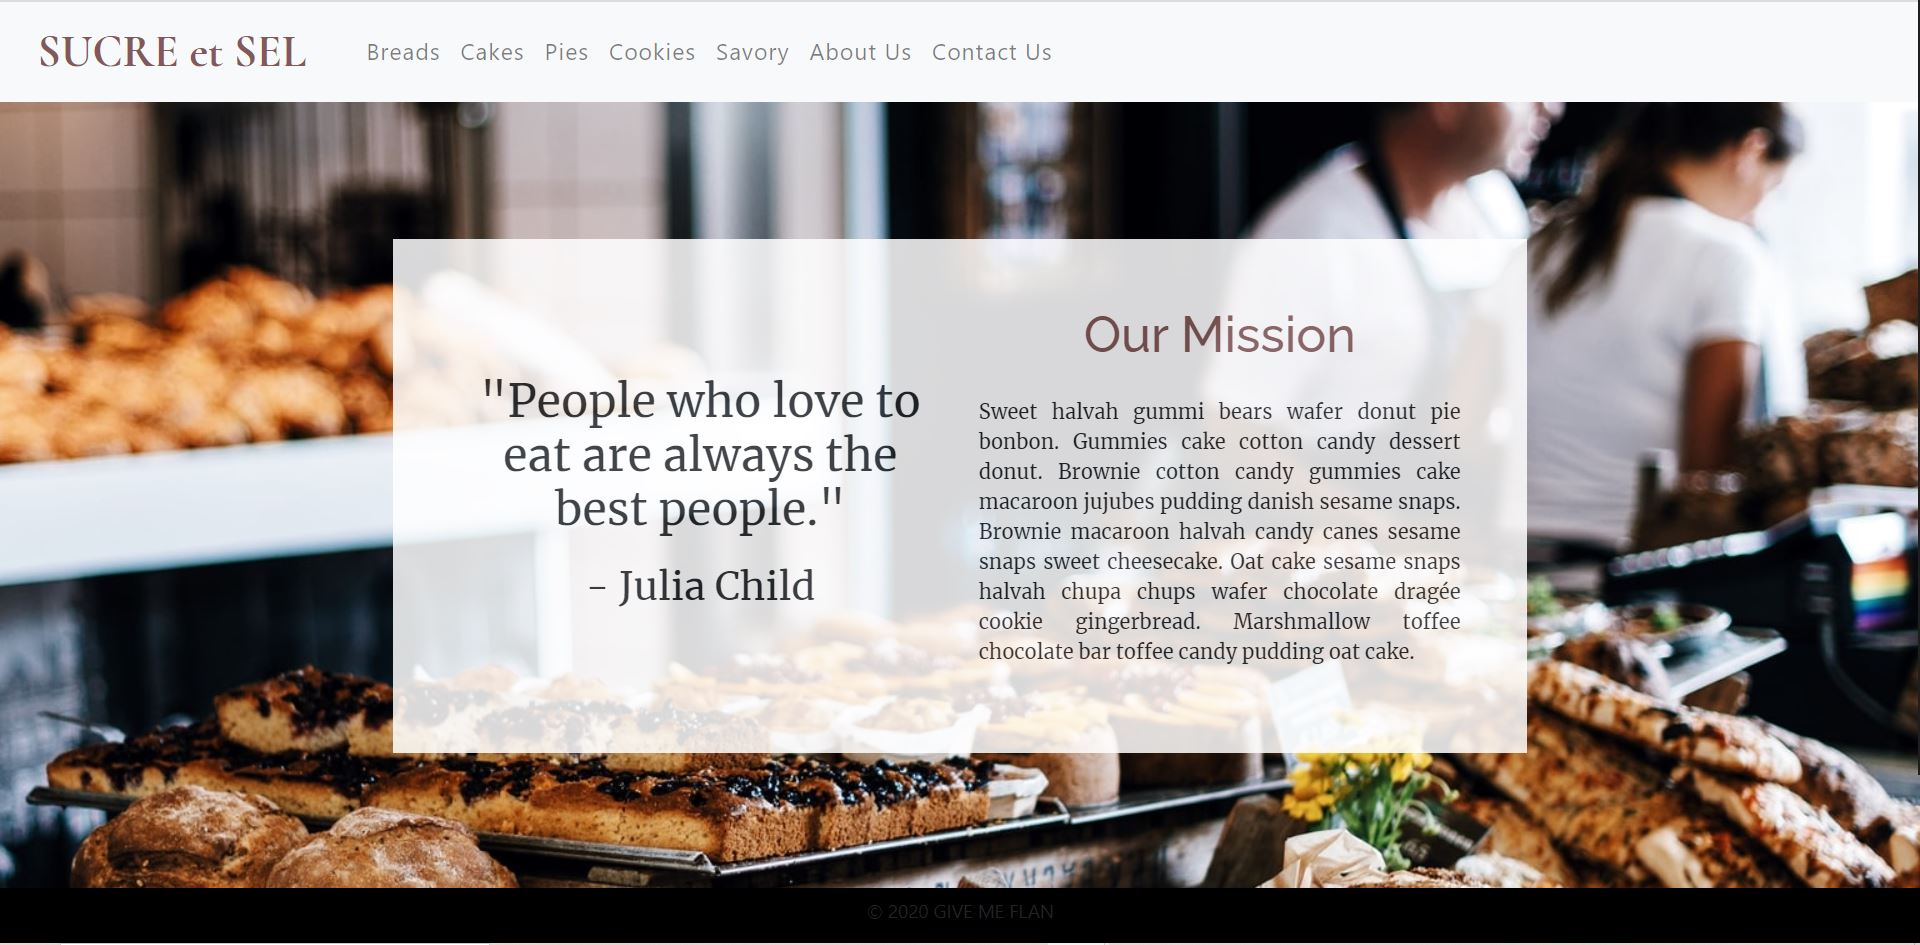 SUCRE et SEL
Breads Cakes Pies Cookies Savory About Us Contact Us
"People who love to
eat are always the
best people."
- Julia Child
Our Mission
Sweet halvah gummi bears wafer donut pie
bonbon. Gummies cake cotton candy dessert
donut. Brownie cotton candy gummies cake
macaroon jujubes pudding danish sesame snaps.
Brownie macaroon halvah candy canes sesame
snaps sweet cheesecake. Oat cake sesame snaps
halvah chupa chups wafer chocolate dragée
cookie gingerbread. Marshmallow toffee
chocolate bar toffee candy pudding oat cake.
© 2020 GIVE ME FLAN